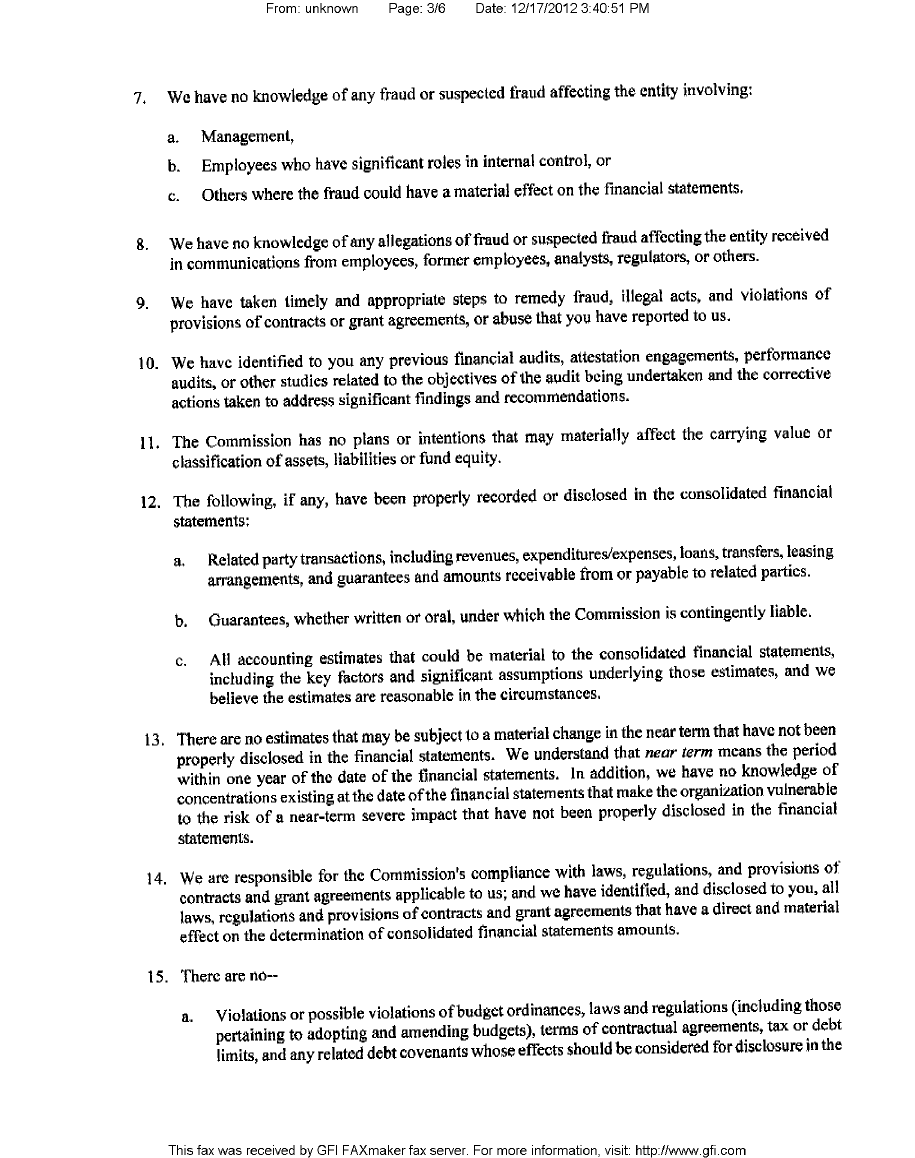 From: unknown Page: 3/6 Date: 12/17/2012 3:40:51 PM
7. We have no knowledge of any fraud or suspected fraud affecting the entity involving:
a. Management,
b. Employees who have significant roles in internal control, or
c. Others where the fraud could have a material effect on the financial statements.
8. We have no knowledge of any allegations of fraud or suspected fraud affecting the entity received
in communications from employees, former employees, analysts, regulators, or others.
9. We have taken timely and appropriate steps to remedy fraud, illegal acts, and violations of
provisions of contracts or grant agreements, or abuse that you have reported to us.
10. We have identified to you any previous financial audits, attestation engagements, performance
audits, or other studies related to the objectives of the audit being undertaken and the corrective
actions taken to address significant findings and recommendations.
11. The Commission has no plans or intentions that may materially affect the carrying value or
classification of assets, liabilities or fund equity.
12. The following, if any, have been properly recorded or disclosed in the consolidated financial
statements:
a. Related party transactions, including revenues, expenditures/expenses, loans, transfers, leasing
arrangements, and guarantees and amounts receivable from or payable to related parties.
b. Guarantees, whether written or oral, under which the Commission is contingently liable.
c. All accounting estimates that could be material to the consolidated financial statements,
including the key factors and significant assumptions underlying those estimates, and we
believe the estimates are reasonable in the circumstances.
13. There are no estimates that may be subject to a material change in the near term that have not been
properly disclosed in the financial statements. We understand that near term means the period
within one year of the date of the financial statements. In addition, we have no knowledge of
concentrations existing at the date of the financial statements that make the organization vulnerable
to the risk of a near-term severe impact that have not been properly disclosed in the financial
statements.
14. We are responsible for the Commission's compliance with laws, regulations, and provisions of
contracts and grant agreements applicable to us; and we have identified, and disclosed to you, all
laws, regulations and provisions of contracts and grant agreements that have a direct and material
effect on the determination of consolidated financial statements amounts.
15. There are no--
a. Violations or possible violations of budget ordinances, laws and regulations (including those
pertaining to adopting and amending budgets), terms of contractual agreements, tax or debt
limits, and any related debt covenants whose effects should be considered for disclosure in the
This fax was received by GFI FAXmaker fax server. For more information, visit: http://www.gfi.com